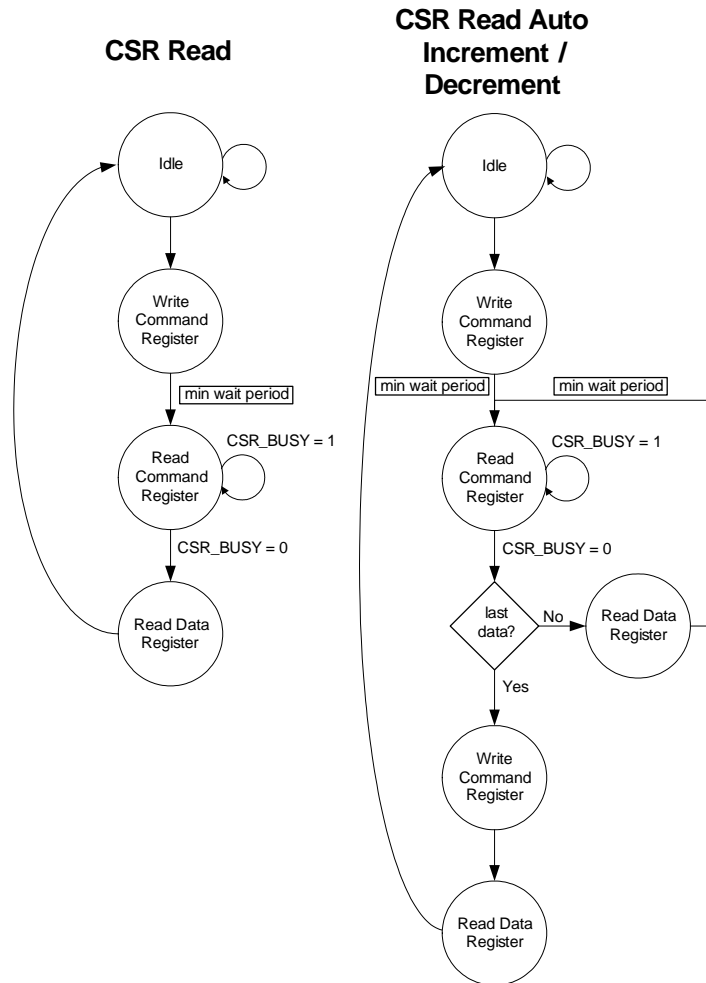 CSR Read
Idle
Write
Command
Register
min wait period
Read
Command
Register
CSR_BUSY = 1
CSR_BUSY = 0
Read Data
Register
CSR Read Auto
Increment /
Decrement
Idle
Write
Command
Register
min wait period
min wait period
Read
Command
Register
CSR_BUSY = 1
CSR_BUSY = 0
last
data?
No
Read Data
Register
Yes
Write
Command
Register
Read Data
Register